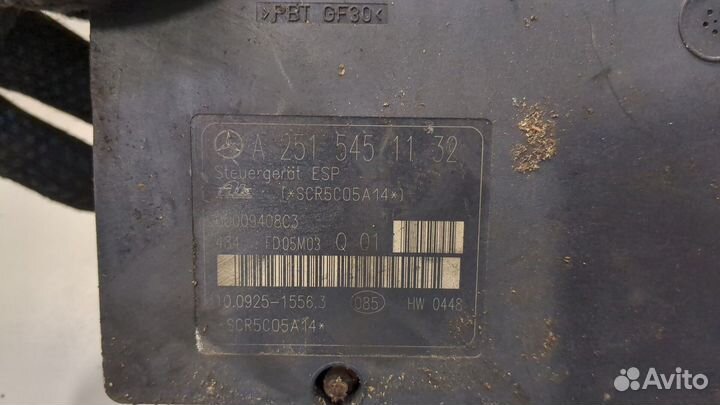 >PBT GF30<
A 251 545 11 32
Steuergerät ESP
(*SCR5C05A14*)
00009408C3
434 FD05M03 Q 01
10.0925-1556.3 085 HW 0448
*SCR5C05A14*
Avito